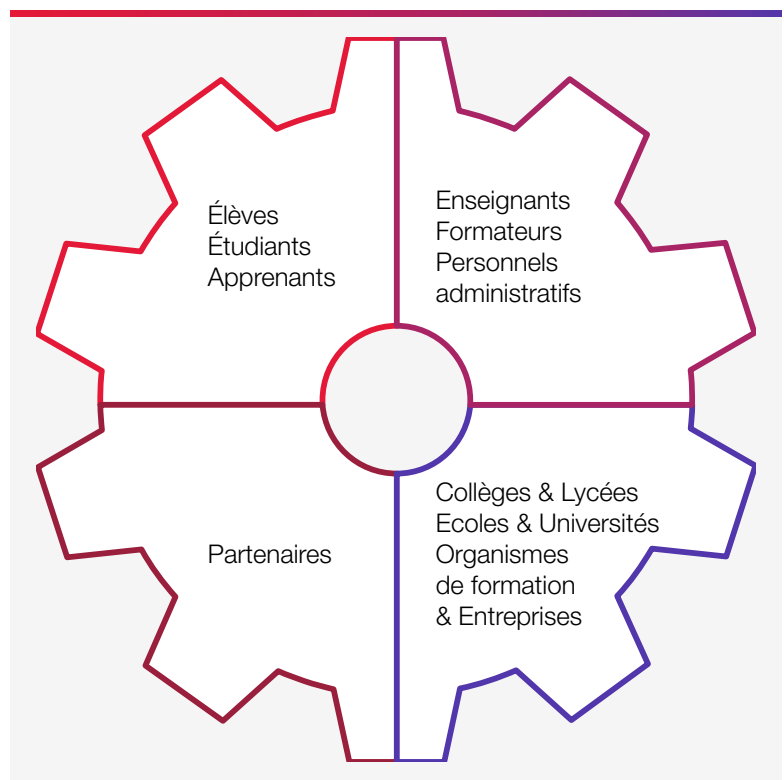 Élèves
Étudiants
Apprenants
Enseignants
Formateurs
Personnels
administratifs
Partenaires
Collèges & Lycées
Ecoles & Universités
Organismes
de formation
& Entreprises